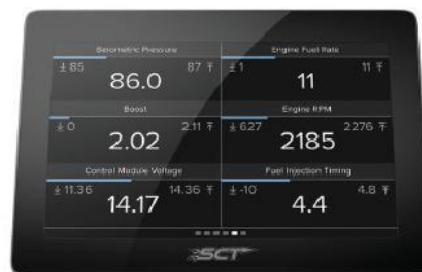 Barometric Pressure
Engine Fuel Rate
85 87
1 11
86.0
11
Boost
Engine RPM
0 2.11
627 2276
2.02
2185
Control Module Voltage
Fuel Injection Timing
11.36 14.36
-10 4.8
14.17
4.4
SCT